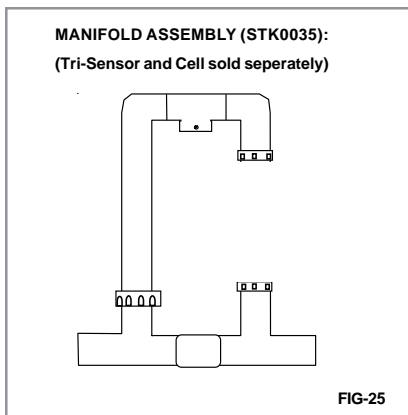 MANIFOLD ASSEMBLY (STK0035):
(Tri-Sensor and Cell sold seperately)
FIG-25